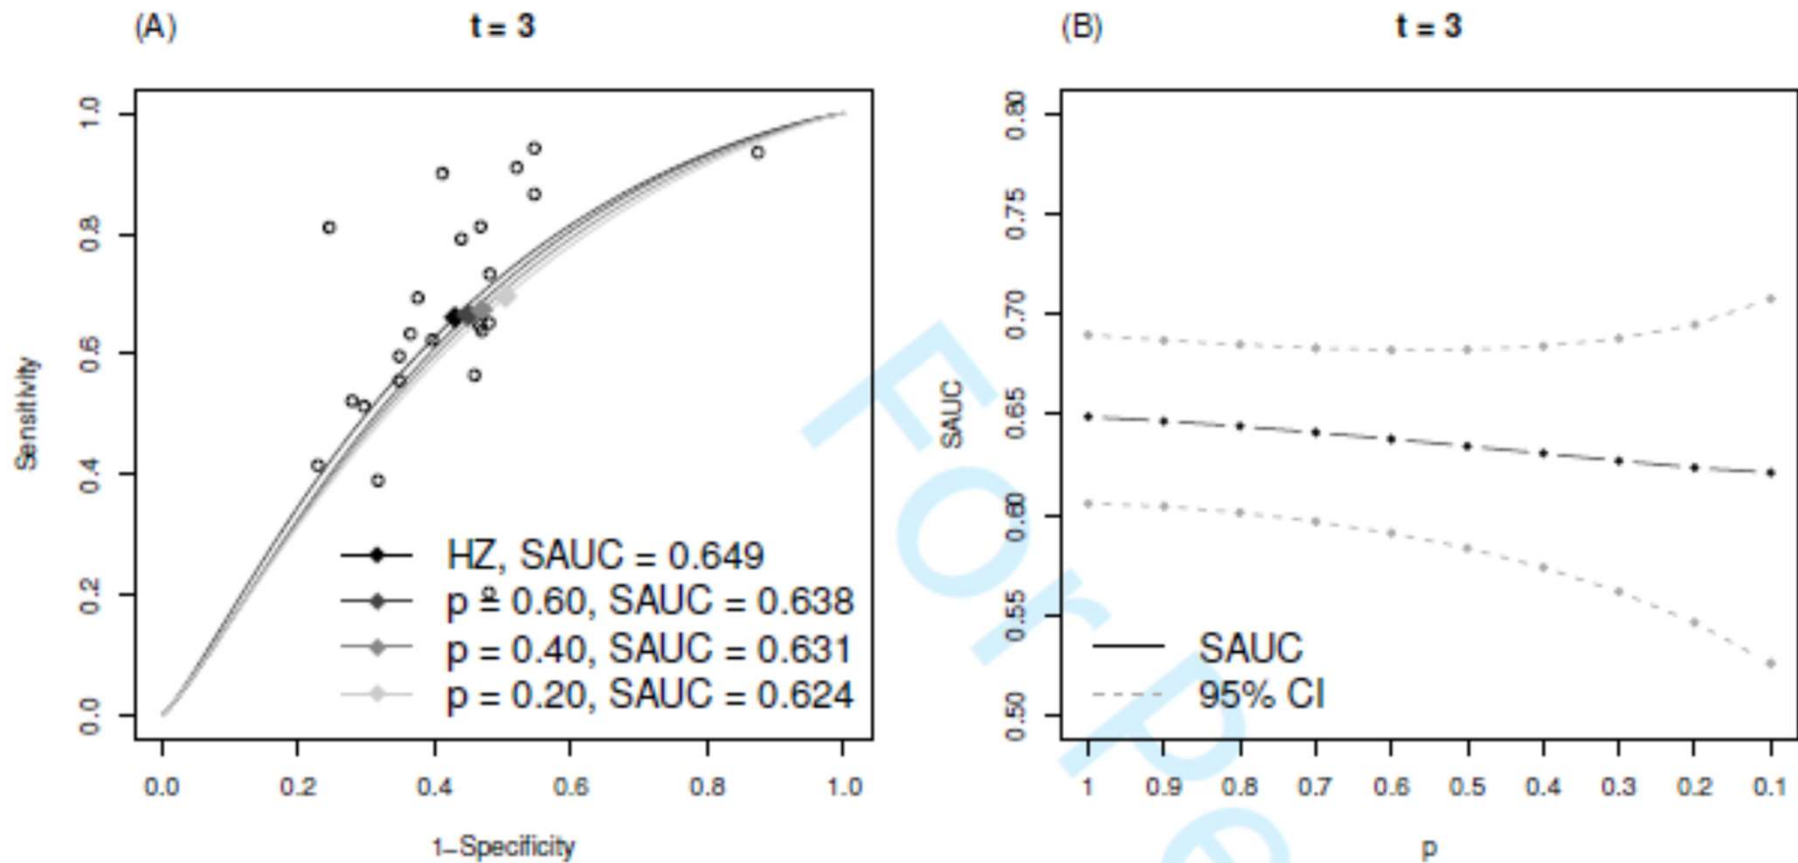 (A)
t = 3
Sensitivity
1.0
0.8
0.6
0.4
0.2
0.0
HZ, SAUC = 0.649
p = 0.60, SAUC = 0.638
p = 0.40, SAUC = 0.631
p = 0.20, SAUC = 0.624
0.0 0.2 0.4 0.6 0.8 1.0
1–Specificity
(B)
t = 3
SAUC
0.80
0.75
0.70
0.65
0.60
0.55
0.50
SAUC
95% CI
1 0.9 0.8 0.7 0.6 0.5 0.4 0.3 0.2 0.1
p
For Pe